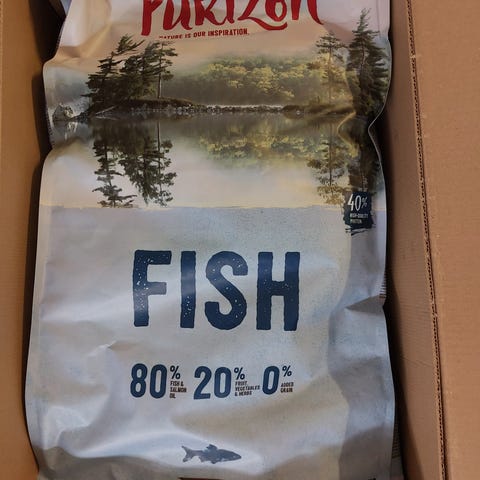 PURIZON
NATURE IS OUR INSPIRATION.
40%
HIGH-QUALITY
PROTEIN
FISH
80% FISH & SALMON OIL
20% FRUIT, VEGETABLES & HERBS
0% ADDED GRAIN